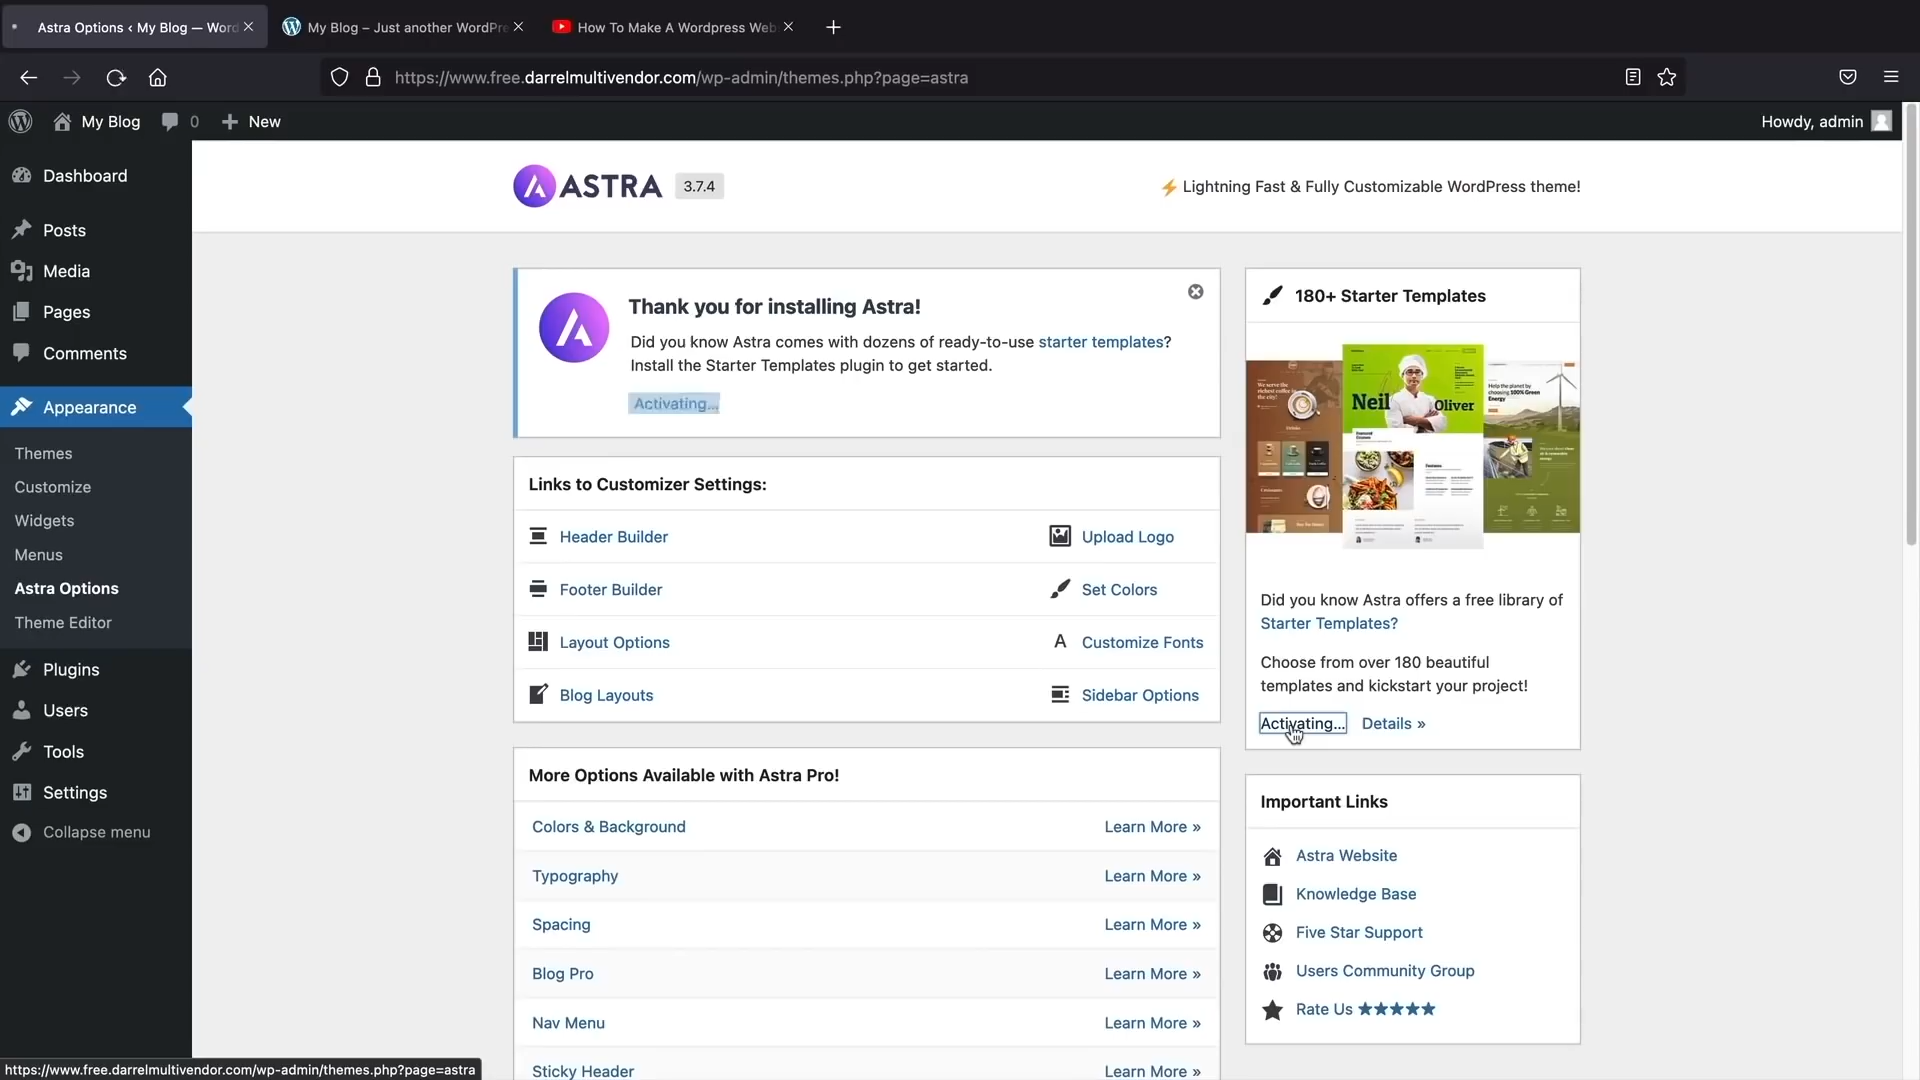 Astra Options ‹ My Blog — Word
My Blog – Just another WordPre
How To Make A Wordpress Web
https://www.free.darrelmultivendor.com/wp-admin/themes.php?page=astra
My Blog
0
New
Howdy, admin
Dashboard
Posts
Media
Pages
Comments
Appearance
Themes
Customize
Widgets
Menus
Astra Options
Theme Editor
Plugins
Users
Tools
Settings
Collapse menu
ASTRA 3.7.4
⚡ Lightning Fast & Fully Customizable WordPress theme!
Thank you for installing Astra!
Did you know Astra comes with dozens of ready-to-use starter templates?
Install the Starter Templates plugin to get started.
Activating...
Links to Customizer Settings:
Header Builder
Upload Logo
Footer Builder
Set Colors
Layout Options
A Customize Fonts
Blog Layouts
Sidebar Options
More Options Available with Astra Pro!
Colors & Background Learn More »
Typography Learn More »
Spacing Learn More »
Blog Pro Learn More »
Nav Menu Learn More »
Sticky Header Learn More »
180+ Starter Templates
Neil
Oliver
Did you know Astra offers a free library of
Starter Templates?
Choose from over 180 beautiful
templates and kickstart your project!
Activating... Details »
Important Links
Astra Website
Knowledge Base
Five Star Support
Users Community Group
Rate Us ★★★★★
https://www.free.darrelmultivendor.com/wp-admin/themes.php?page=astra